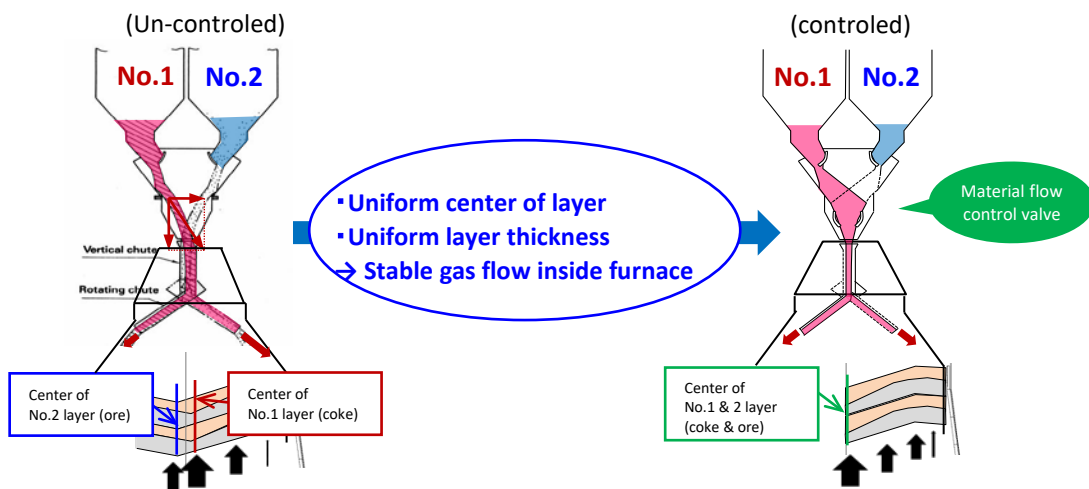 (Un-controled)
(controled)
No.1
No.2
No.1
No.2
・Uniform center of layer
・Uniform layer thickness
→ Stable gas flow inside furnace
Material flow
control valve
Vertical chute
Rotating chute
Center of
No.2 layer (ore)
Center of
No.1 layer (coke)
Center of
No.1 & 2 layer
(coke & ore)